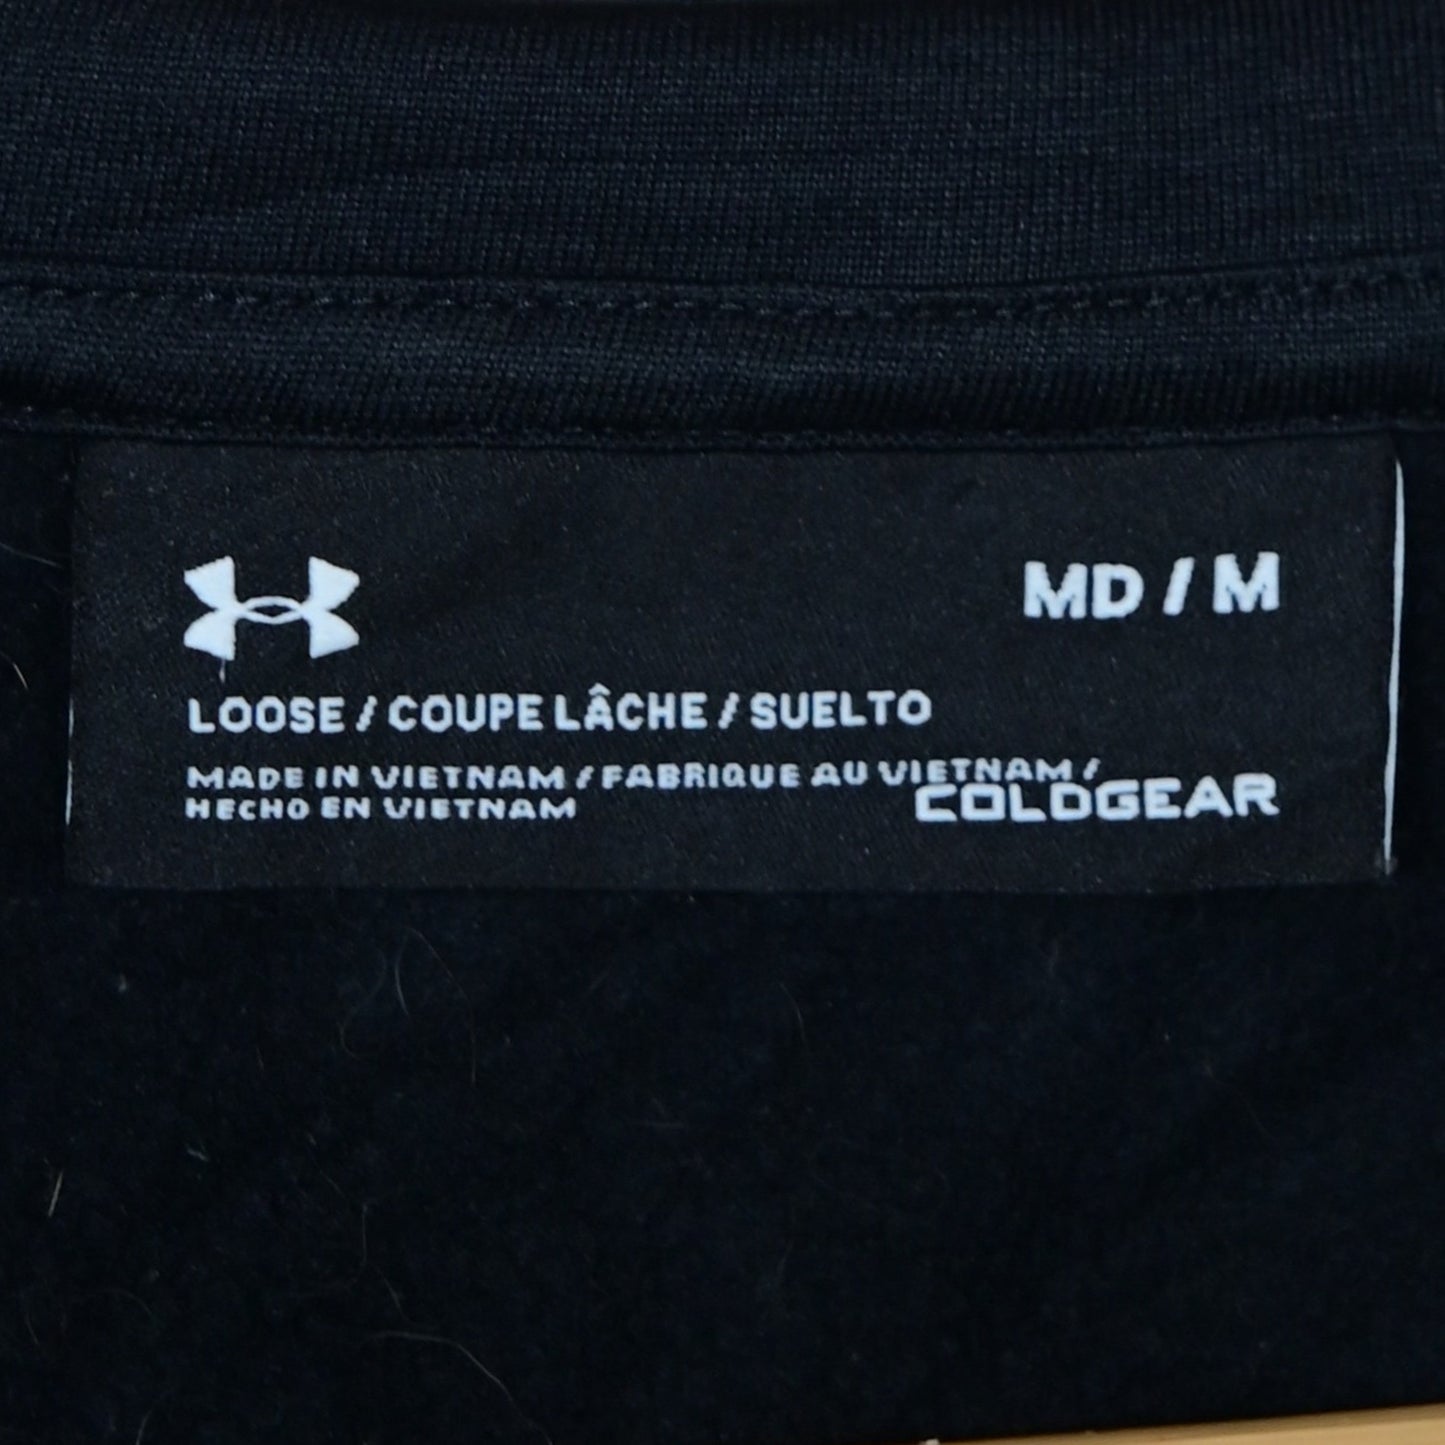 MD / M
LOOSE / COUPE LÂCHE / SUELTO
MADE IN VIETNAM / FABRIQUE AU VIETNAM /
HECHO EN VIETNAM
COLDGEAR